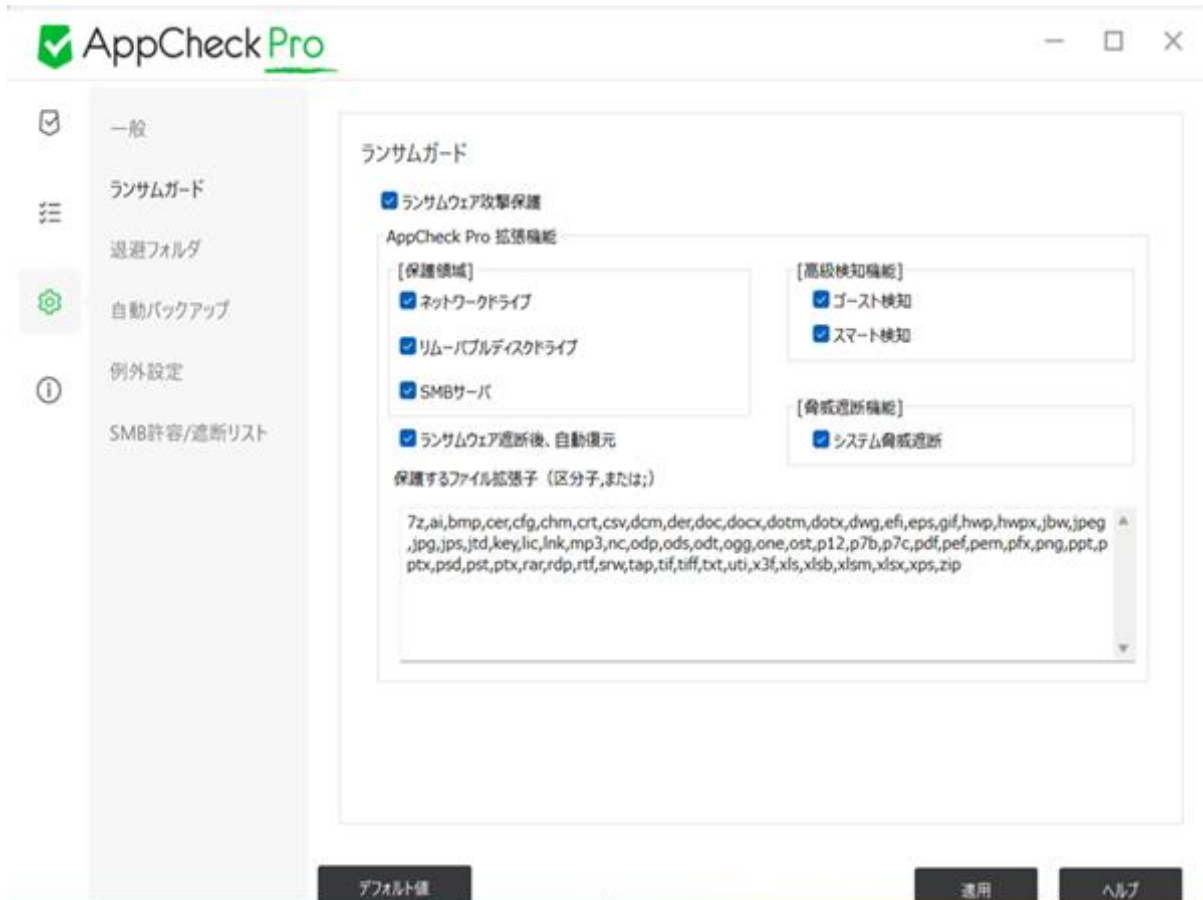 AppCheck Pro
一般
ランサムガード
退避フォルダ
自動バックアップ
例外設定
SMB許容/遮断リスト
ランサムガード
ランサムウェア攻撃保護
AppCheck Pro 拡張機能
[保護領域]
ネットワークドライブ
リムーバブルディスクドライブ
SMBサーバ
[高級検知機能]
ゴースト検知
スマート検知
[脅威遮断機能]
システム脅威遮断
ランサムウェア遮断後、自動復元
保護するファイル拡張子（区分子,または;）
7z,ai,bmp,cer,cfg,chm,crt,csv,dcm,der,doc,docx,dotm,dotx,dwg,efi,eps,gif,hwp,hwpx,jbw,jpeg
,jpg,jps,jtd,key,lic,lnk,mp3,nc,odp,ods,odt,ogg,one,ost,p12,p7b,p7c,pdf,pef,pem,pfx,png,ppt,p
ptx,psd,pst,ptx,rar,rdp,rtf,srw,tap,tif,tiff,txt,uti,x3f,xls,xlsb,xlsm,xlsx,xps,zip
デフォルト値
適用
ヘルプ